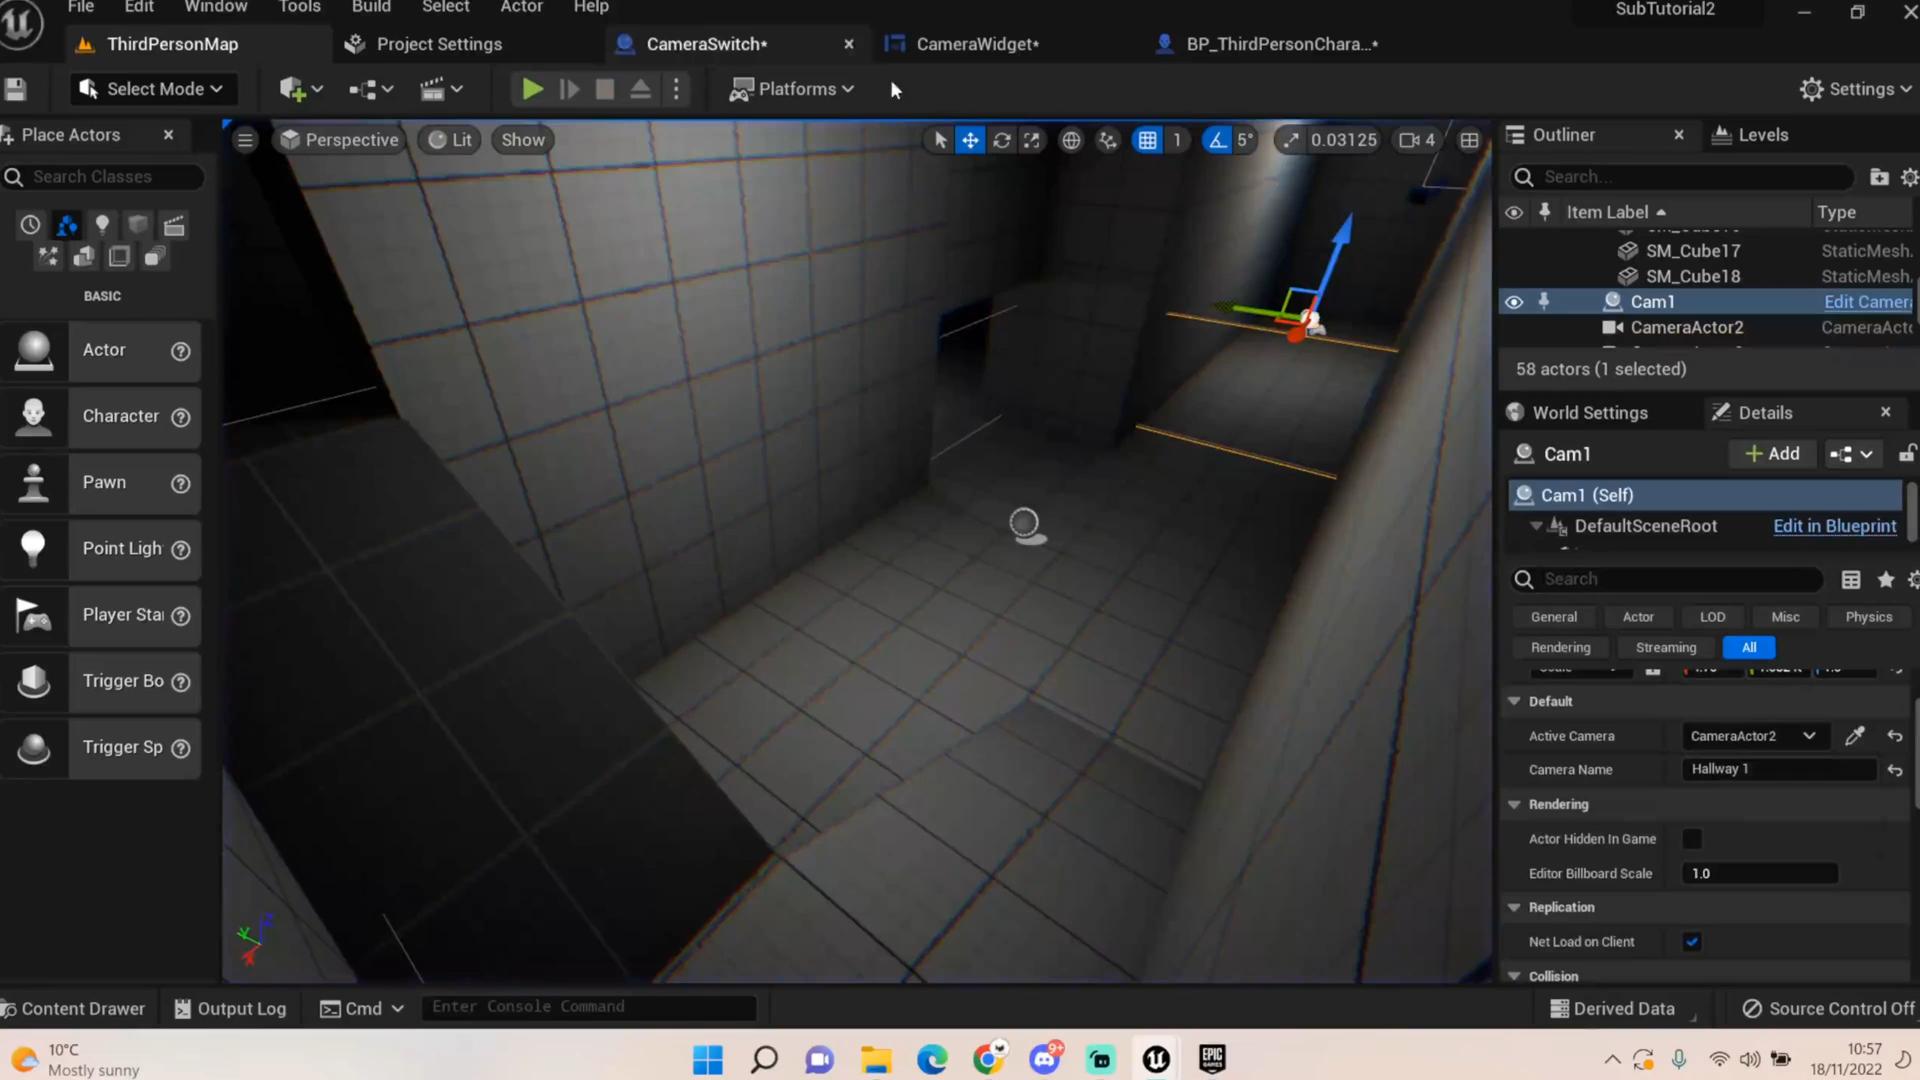 File Edit Window Tools Build Select Actor Help SubTutorial2
ThirdPersonMap Project Settings CameraSwitch* CameraWidget* BP_ThirdPersonChara...*
Select Mode Platforms Settings
Place Actors
Search Classes
BASIC
Actor
Character
Pawn
Point Ligh
Player Sta
Trigger Bo
Trigger Sp
Perspective Lit Show 1 5° 0.03125 4
Outliner Levels
Search...
Item Label Type
SM_Cube17 StaticMesh.
SM_Cube18 StaticMesh.
Cam1 Edit Camera
CameraActor2 CameraActo
58 actors (1 selected)
World Settings Details
Cam1 + Add
Cam1 (Self)
DefaultSceneRoot Edit in Blueprint
Search
General Actor LOD Misc Physics
Rendering Streaming All
Default
Active Camera CameraActor2
Camera Name Hallway 1
Rendering
Actor Hidden In Game
Editor Billboard Scale 1.0
Replication
Net Load on Client
Collision
Content Drawer Output Log Cmd Enter Console Command Derived Data Source Control Off
10°C
Mostly sunny
9+
EPIC GAMES
10:57
18/11/2022